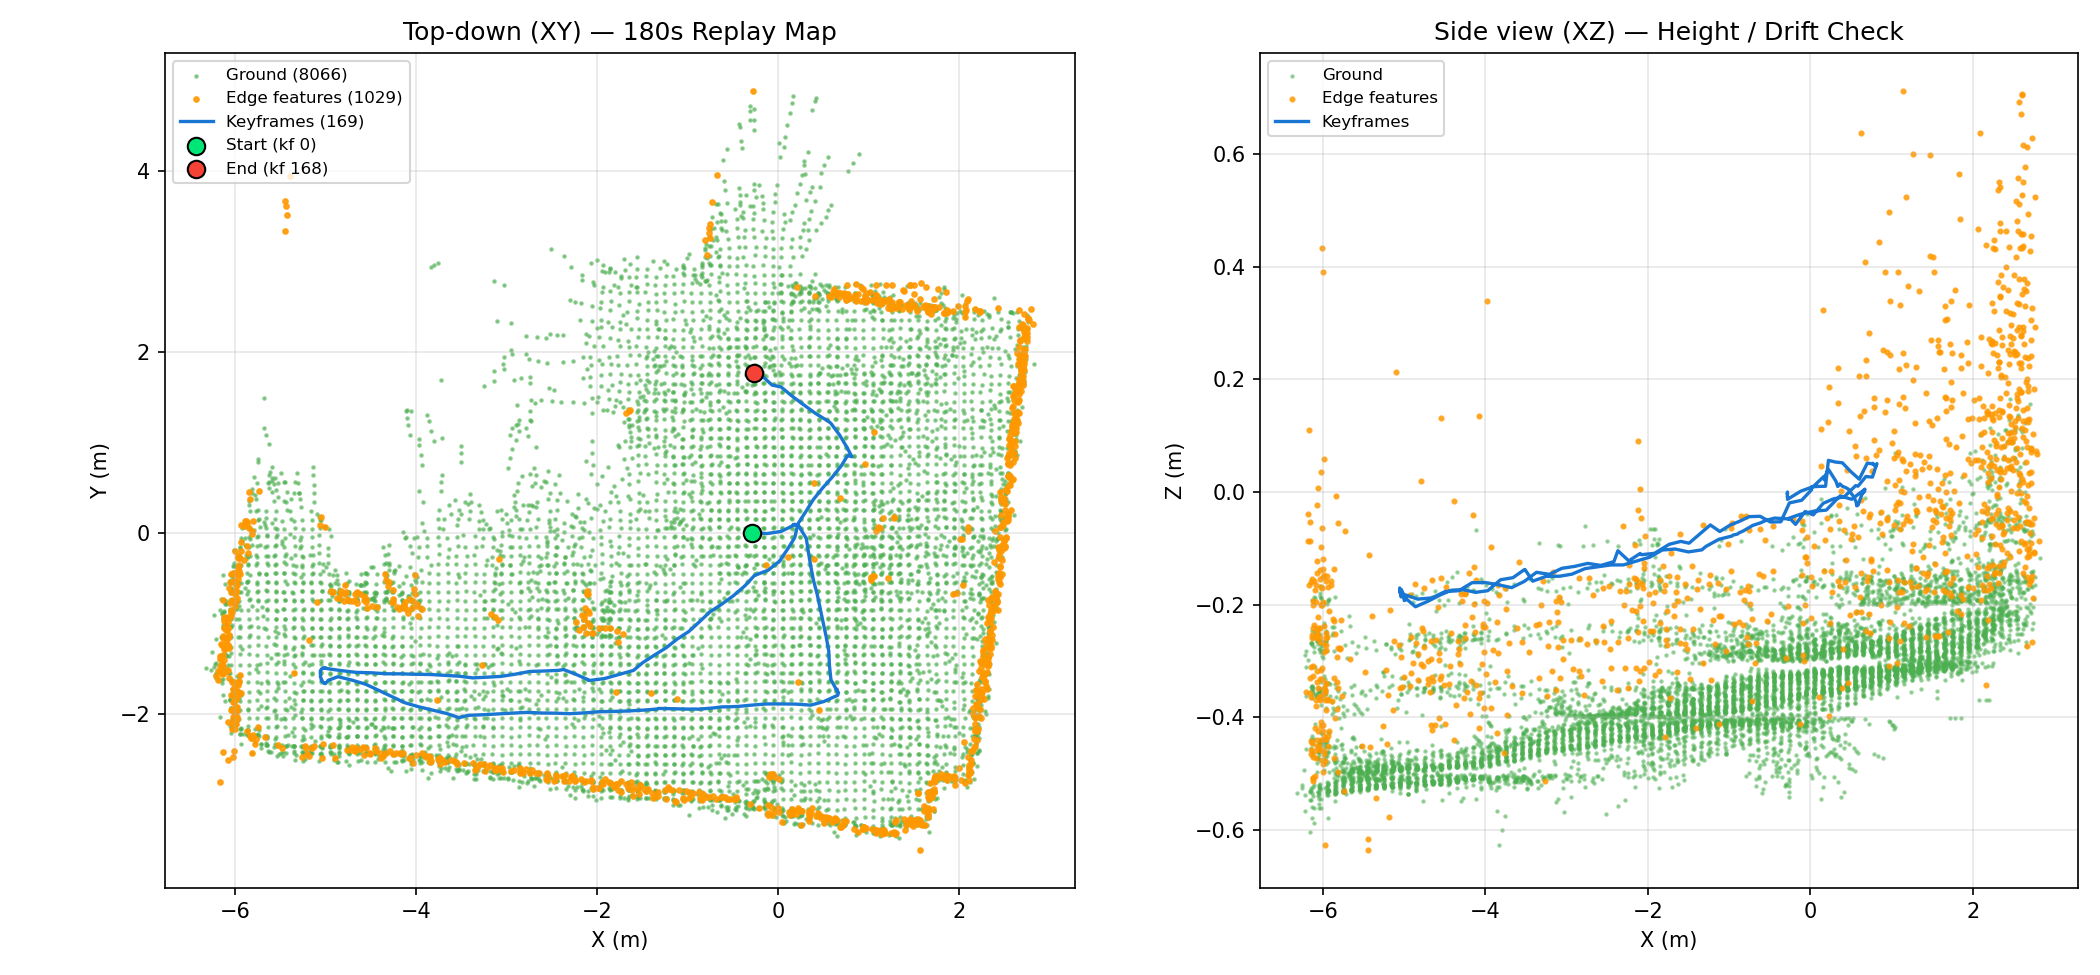 Top-down (XY) — 180s Replay Map
Ground (8066)
Edge features (1029)
Keyframes (169)
Start (kf 0)
End (kf 168)
4
2
0
−2
Y (m)
−6
−4
−2
0
2
X (m)
Side view (XZ) — Height / Drift Check
Ground
Edge features
Keyframes
0.6
0.4
0.2
0.0
−0.2
−0.4
−0.6
Z (m)
−6
−4
−2
0
2
X (m)